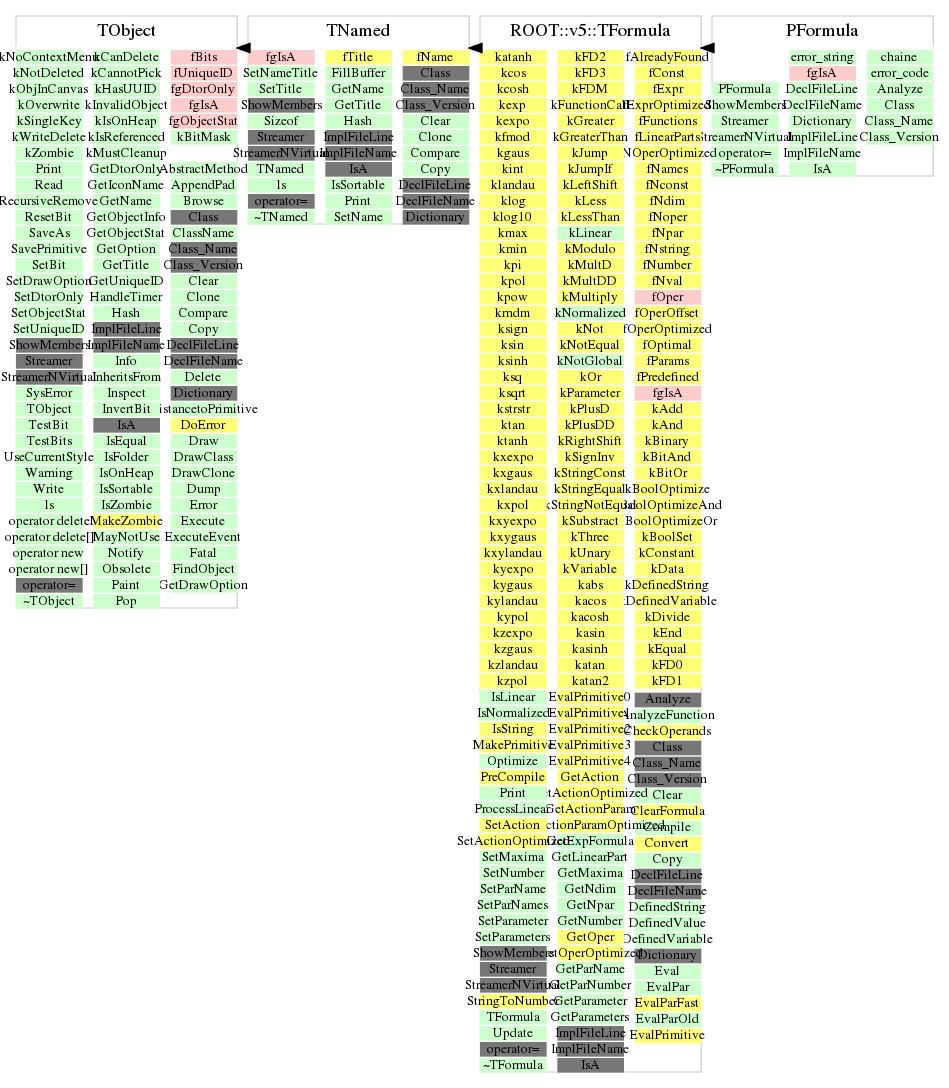 TObject
kNoContextMenu
kNotDeleted
kObjInCanvas
kOverwrite
kSingleKey
kWriteDelete
kZombie
Print
Read
RecursiveRemove
ResetBit
SaveAs
SavePrimitive
SetBit
SetDrawOption
SetDtorOnly
SetObjectStat
SetUniqueID
ShowMembers
Streamer
StreamerNVirtual
SysError
TObject
TestBit
TestBits
UseCurrentStyle
Warning
Write
ls
operator delete
operator delete[]
operator new
operator new[]
operator=
~TObject
kCanDelete
kCannotPick
kHasUUID
kInvalidObject
kIsOnHeap
kIsReferenced
kMustCleanup
GetDtorOnly
GetIconName
GetName
GetObjectInfo
GetObjectStat
GetOption
GetTitle
GetUniqueID
HandleTimer
Hash
ImplFileLine
ImplFileName
Info
InheritsFrom
Inspect
InvertBit
IsA
IsEqual
IsFolder
IsOnHeap
IsSortable
IsZombie
MakeZombie
MayNotUse
Notify
Obsolete
Paint
Pop
fBits
fUniqueID
fgDtorOnly
fgIsA
fgObjectStat
kBitMask
AbstractMethod
AppendPad
Browse
Class
ClassName
Class_Name
Class_Version
Clear
Clone
Compare
Copy
DeclFileLine
DeclFileName
Delete
Dictionary
istancetoPrimitive
DoError
Draw
DrawClass
DrawClone
Dump
Error
Execute
ExecuteEvent
Fatal
FindObject
GetDrawOption
TNamed
fgIsA
SetNameTitle
SetTitle
ShowMembers
Sizeof
Streamer
StreamerNVirtual
TNamed
ls
operator=
~TNamed
fTitle
FillBuffer
GetName
GetTitle
Hash
ImplFileLine
ImplFileName
IsA
IsSortable
Print
SetName
fName
Class
Class_Name
Class_Version
Clear
Clone
Compare
Copy
DeclFileLine
DeclFileName
Dictionary
ROOT::v5::TFormula
katanh
kcos
kcosh
kexp
kexpo
kfmod
kgaus
kint
klandau
klog
klog10
kmax
kmin
kpi
kpol
kpow
krndm
ksign
ksin
ksinh
ksq
ksqrt
kstrstr
ktan
ktanh
kxexpo
kxgaus
kxlandau
kxpol
kxyexpo
kxygaus
kxylandau
kyexpo
kygaus
kylandau
kypol
kzexpo
kzgaus
kzlandau
kzpol
IsLinear
IsNormalized
IsString
MakePrimitive
Optimize
PreCompile
Print
ProcessLinear
SetAction
SetActionOptimized
SetMaxima
SetNumber
SetParName
SetParNames
SetParameter
SetParameters
ShowMembers
Streamer
StreamerNVirtual
StringToNumber
TFormula
Update
operator=
~TFormula
kFD2
kFD3
kFDM
kFunctionCall
kGreater
kGreaterThan
kJump
kJumpIf
kLeftShift
kLess
kLessThan
kLinear
kModulo
kMultD
kMultDD
kMultiply
kNormalized
kNot
kNotEqual
kNotGlobal
kOr
kParameter
kPlusD
kPlusDD
kRightShift
kSignInv
kStringConst
kStringEqual
kStringNotEqual
kSubstract
kThree
kUnary
kVariable
kabs
kacos
kacosh
kasin
kasinh
katan
katan2
EvalPrimitive0
EvalPrimitive1
EvalPrimitive2
EvalPrimitive3
EvalPrimitive4
GetAction
tActionOptimized
GetActionParam
ctionParamOptimized
GetExpFormula
GetLinearPart
GetMaxima
GetNdim
GetNpar
GetNumber
GetOper
etOperOptimized
GetParName
GetParNumber
GetParameter
GetParameters
ImplFileLine
ImplFileName
IsA
fAlreadyFound
fConst
fExpr
fExprOptimized
fFunctions
fLinearParts
NOperOptimized
fNames
fNconst
fNdim
fNoper
fNpar
fNstring
fNumber
fNval
fOper
fOperOffset
fOperOptimized
fOptimal
fParams
fPredefined
fgIsA
kAdd
kAnd
kBinary
kBitAnd
kBitOr
kBoolOptimize
oolOptimizeAnd
BoolOptimizeOr
kBoolSet
kConstant
kData
kDefinedString
DefinedVariable
kDivide
kEnd
kEqual
kFD0
kFD1
Analyze
AnalyzeFunction
CheckOperands
Class
Class_Name
Class_Version
Clear
ClearFormula
Compile
Convert
Copy
DeclFileLine
DeclFileName
DefinedString
DefinedValue
DefinedVariable
Dictionary
Eval
EvalPar
EvalParFast
EvalParOld
EvalPrimitive
PFormula
PFormula
ShowMembers
Streamer
StreamerNVirtual
operator=
~PFormula
error_string
fgIsA
DeclFileLine
DeclFileName
Dictionary
ImplFileLine
ImplFileName
IsA
chaine
error_code
Analyze
Class
Class_Name
Class_Version